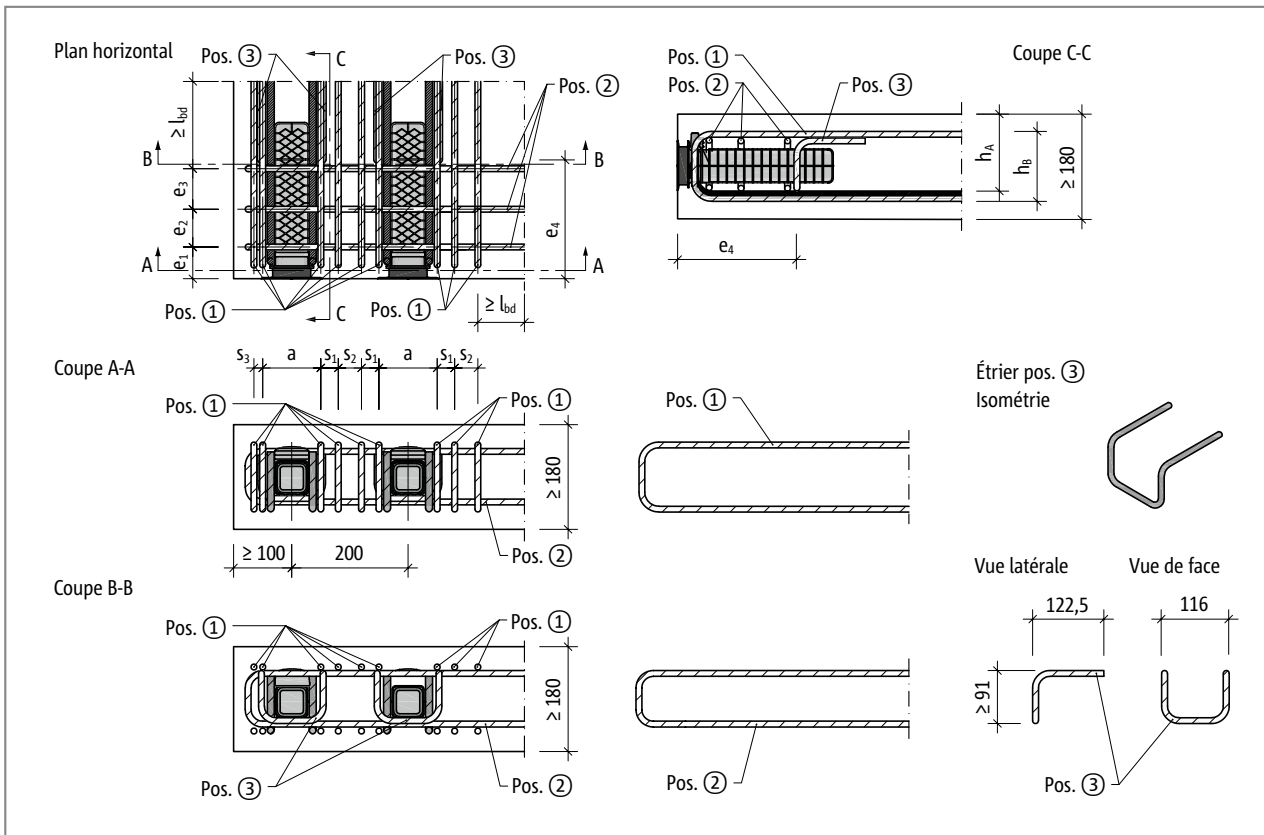 Plan horizontal
Pos. ③
C
Pos. ③
Pos. ②
≥ lbd
B
B
e3
e2
e4
A
e1
A
Pos. ①
C
Pos. ①
≥ lbd
Pos. ①
Coupe C-C
Pos. ②
Pos. ③
hA
hB
≥ 180
e4
Coupe A-A
s3
a
s1
s2
s1
a
s1
s2
Pos. ①
Pos. ①
≥ 180
Pos. ②
≥ 100
200
Pos. ①
Étrier pos. ③
Isométrie
Coupe B-B
Pos. ①
Pos. ①
≥ 180
Pos. ③
Pos. ②
Pos. ②
Vue latérale
Vue de face
122,5
116
≥ 91
Pos. ③